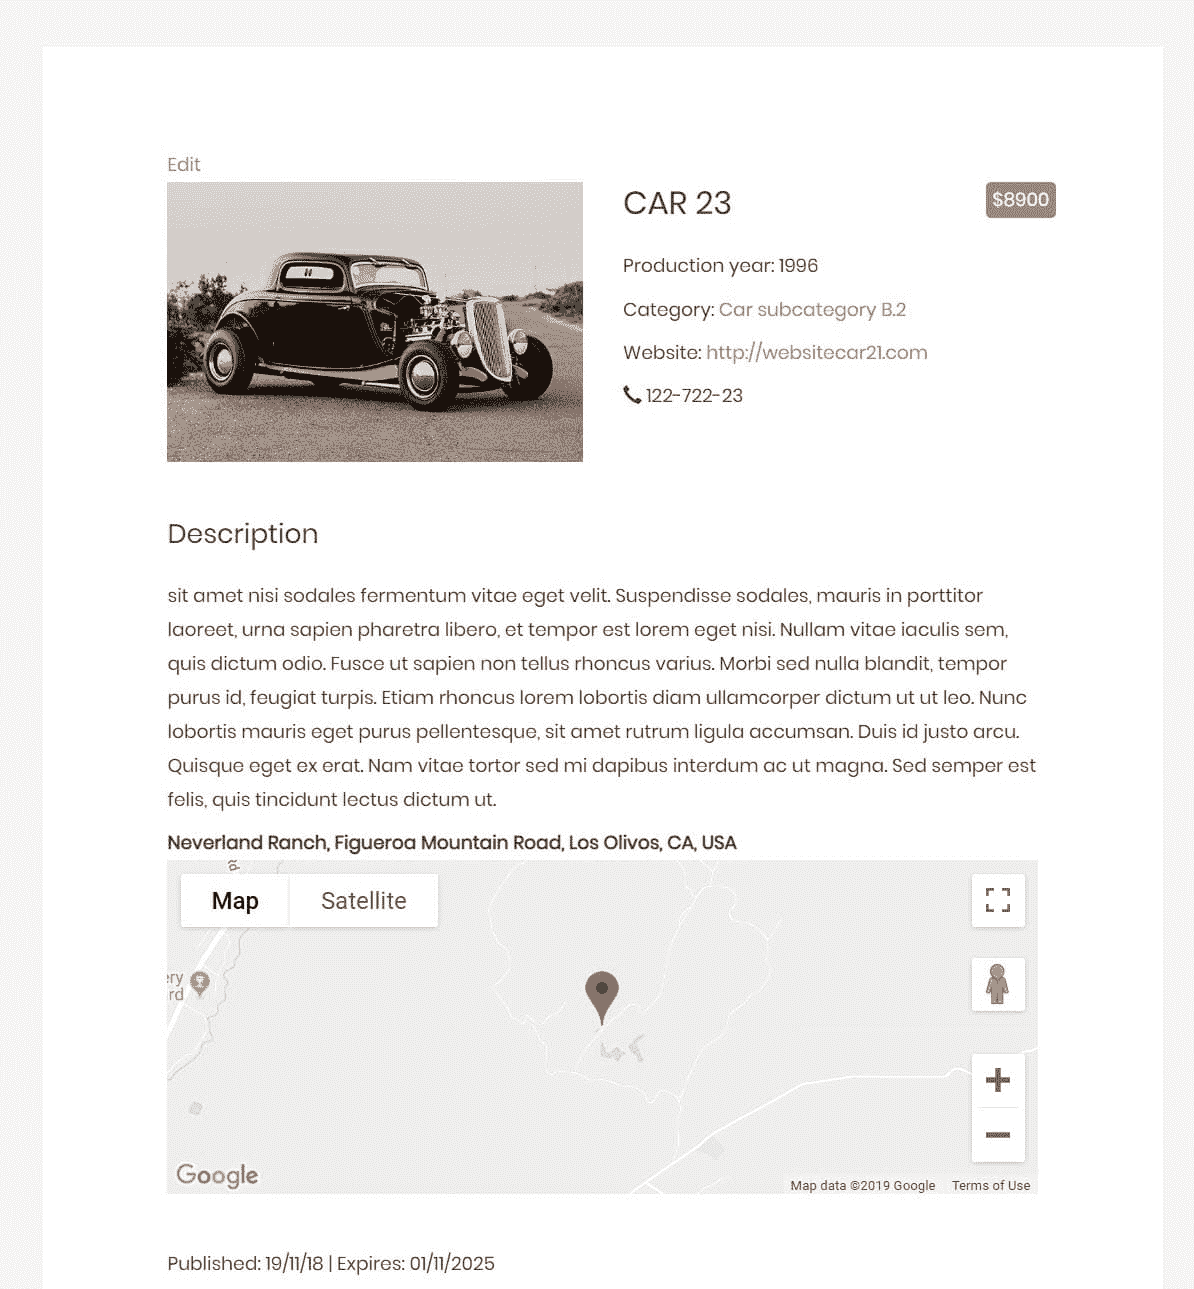 Edit
CAR 23
$8900
Production year: 1996
Category: Car subcategory B.2
Website: http://websitecar21.com
122-722-23
Description
sit amet nisi sodales fermentum vitae eget velit. Suspendisse sodales, mauris in porttitor
laoreet, urna sapien pharetra libero, et tempor est lorem eget nisi. Nullam vitae iaculis sem,
quis dictum odio. Fusce ut sapien non tellus rhoncus varius. Morbi sed nulla blandit, tempor
purus id, feugiat turpis. Etiam rhoncus lorem lobortis diam ullamcorper dictum ut ut leo. Nunc
lobortis mauris eget purus pellentesque, sit amet rutrum ligula accumsan. Duis id justo arcu.
Quisque eget ex erat. Nam vitae tortor sed mi dapibus interdum ac ut magna. Sed semper est
felis, quis tincidunt lectus dictum ut.
Neverland Ranch, Figueroa Mountain Road, Los Olivos, CA, USA
Map
Satellite
ery
rd
Google
Map data ©2019 Google
Terms of Use
Published: 19/11/18 | Expires: 01/11/2025